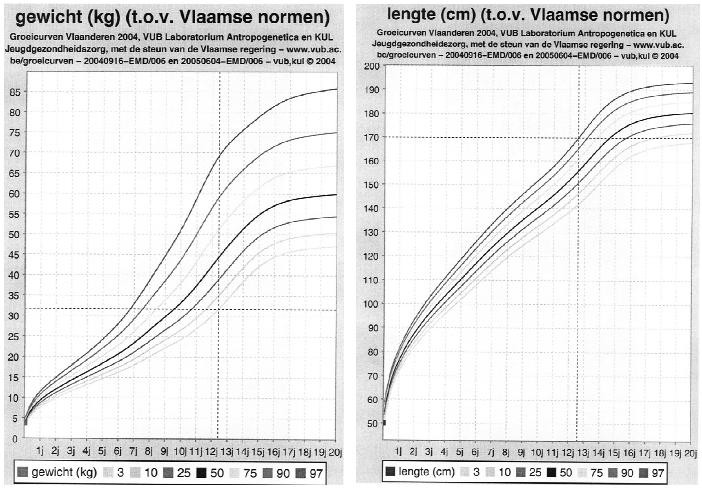 gewicht (kg) (t.o.v. Vlaamse normen)
Groeicurven Vlaanderen 2004, VUB Laboratorium Antropogenetica en KUL
Jeugdgezondheidszorg, met de steun van de Vlaamse regering – www.vub.ac.
be/groeicurven – 20040916–EMD/006 en 20050604–EMD/006 – vub,kul © 2004
85
80
75
70
65
60
55
50
45
40
35
30
25
20
15
10
5
0
1j 2j 3j 4j 5j 6j 7j 8j 9j 10j 11j 12j 13j 14j 15j 16j 17j 18j 19j 20j
gewicht (kg) 3 10 25 50 75 90 97
lengte (cm) (t.o.v. Vlaamse normen)
Groeicurven Vlaanderen 2004, VUB Laboratorium Antropogenetica en KUL
Jeugdgezondheidszorg, met de steun van de Vlaamse regering – www.vub.ac.
be/groeicurven – 20040916–EMD/006 en 20050604–EMD/006 – vub,kul © 2004
200
190
180
170
160
150
140
130
120
110
100
90
80
70
60
50
1j 2j 3j 4j 5j 6j 7j 8j 9j 10j 11j 12j 13j 14j 15j 16j 17j 18j 19j 20j
lengte (cm) 3 10 25 50 75 90 97